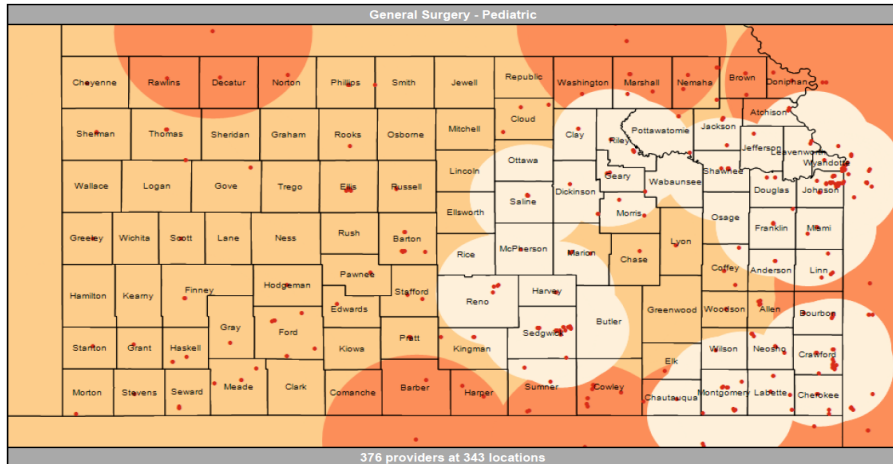 General Surgery - Pediatric
Cheyenne Rawlins Decatur Norton Phillips Smith Jewell Republic Washington Marshall Nemaha Brown Doniphan
Cloud Atchison
Sherman Thomas Sheridan Graham Rooks Osborne Mitchell Clay Riley Pottawatomie Jackson Jefferson Leavenworth
Ottawa Wyandotte
Wallace Logan Gove Trego Ellis Russell Lincoln Dickinson Geary Wabaunsee Shawnee Douglas Johnson
Saline Morris
Ellsworth Osage
Greeley Wichita Scott Lane Ness Rush Barton Rice McPherson Marion Chase Lyon Franklin Miami
Pawnee Coffey Anderson Linn
Hamilton Kearny Finney Hodgeman Stafford Reno Harvey
Edwards Greenwood Woodson Allen Bourbon
Gray Ford Sedgwick Butler
Stanton Grant Haskell Kiowa Pratt Kingman Elk Wilson Neosho Crawford
Morton Stevens Seward Meade Clark Comanche Barber Harper Sumner Cowley Chautauqua Montgomery Labette Cherokee
376 providers at 343 locations